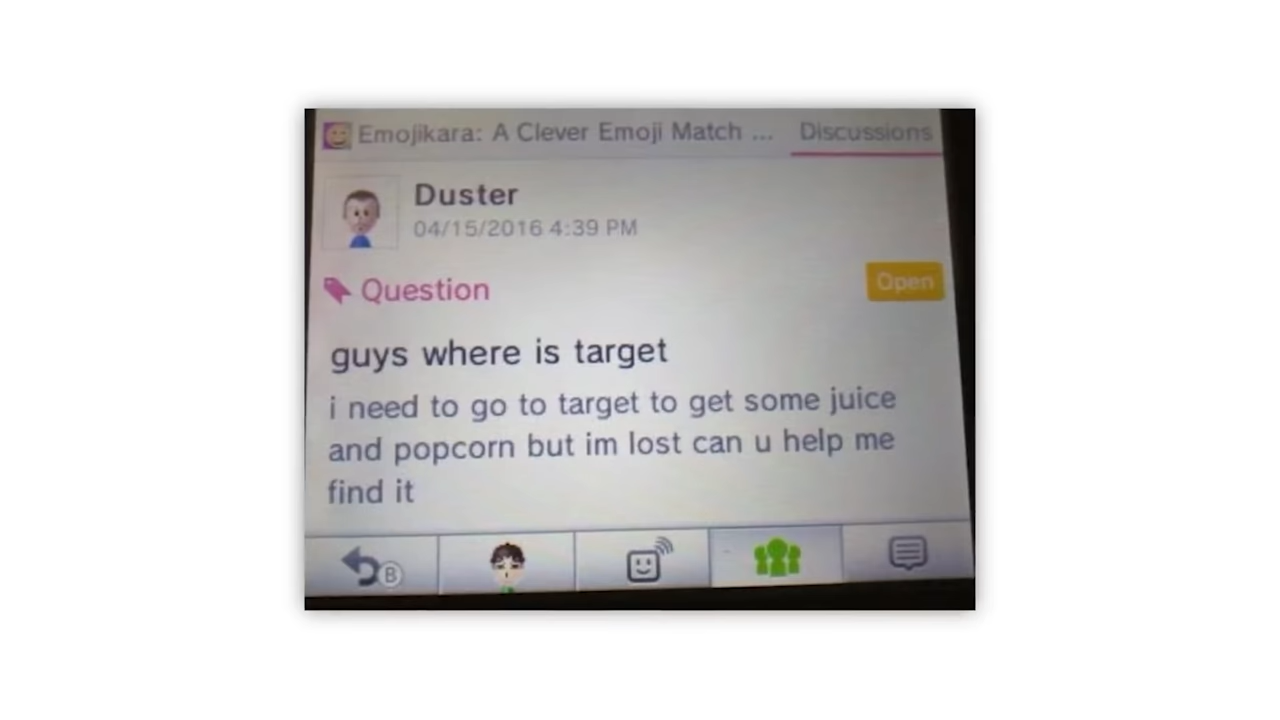 Emojikara: A Clever Emoji Match ... Discussions
Duster
04/15/2016 4:39 PM
Question
Open
guys where is target
i need to go to target to get some juice
and popcorn but im lost can u help me
find it
B